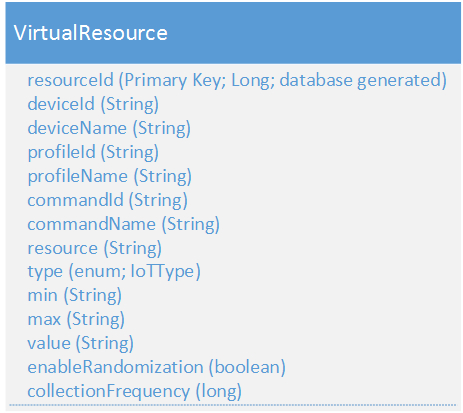 VirtualResource
resourceId (Primary Key; Long; database generated)
deviceId (String)
deviceName (String)
profileId (String)
profileName (String)
commandId (String)
commandName (String)
resource (String)
type (enum; IoTType)
min (String)
max (String)
value (String)
enableRandomization (boolean)
collectionFrequency (long)